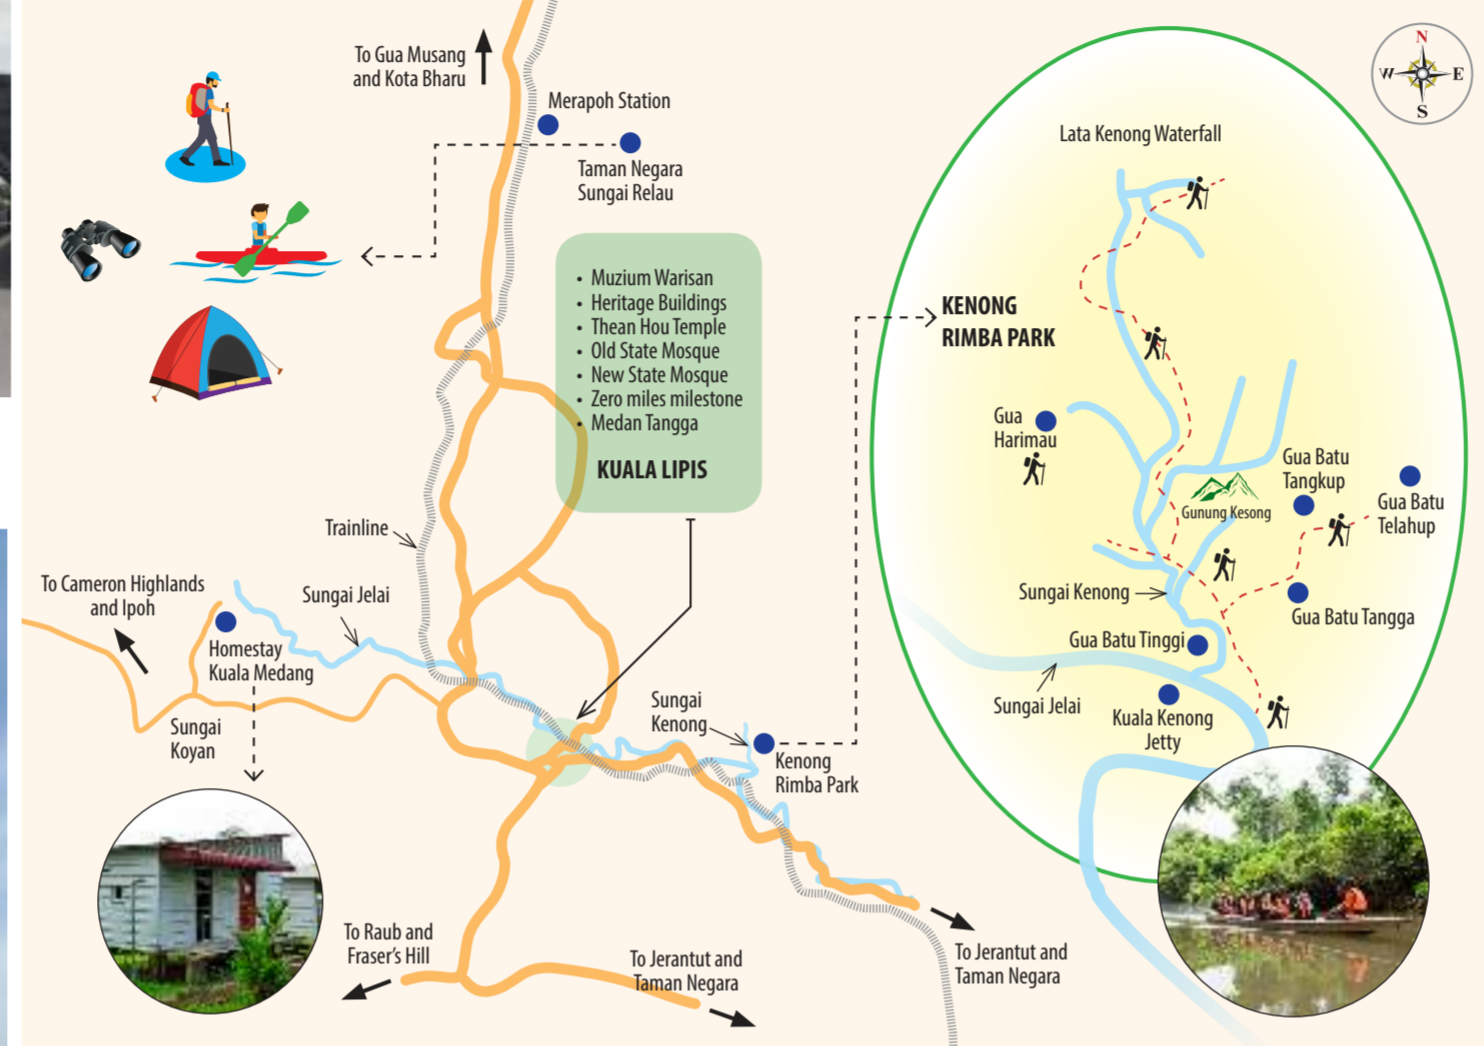 To Gua Musang
and Kota Bharu
Merapoh Station
Taman Negara
Sungai Relau
• Muzium Warisan
• Heritage Buildings
• Thean Hou Temple
• Old State Mosque
• New State Mosque
• Zero miles milestone
• Medan Tangga
KUALA LIPIS
Trainline
To Cameron Highlands
and Ipoh
Sungai Jelai
Homestay
Kuala Medang
Sungai
Koyan
Sungai
Kenong
Kenong
Rimba Park
To Raub and
Fraser's Hill
To Jerantut and
Taman Negara
To Jerantut and
Taman Negara
N
W
E
S
Lata Kenong Waterfall
KENONG
RIMBA PARK
Gua
Harimau
Gunung Kesong
Gua Batu
Tangkup
Gua Batu
Telahup
Sungai Kenong
Gua Batu Tangga
Gua Batu Tinggi
Sungai Jelai
Kuala Kenong
Jetty